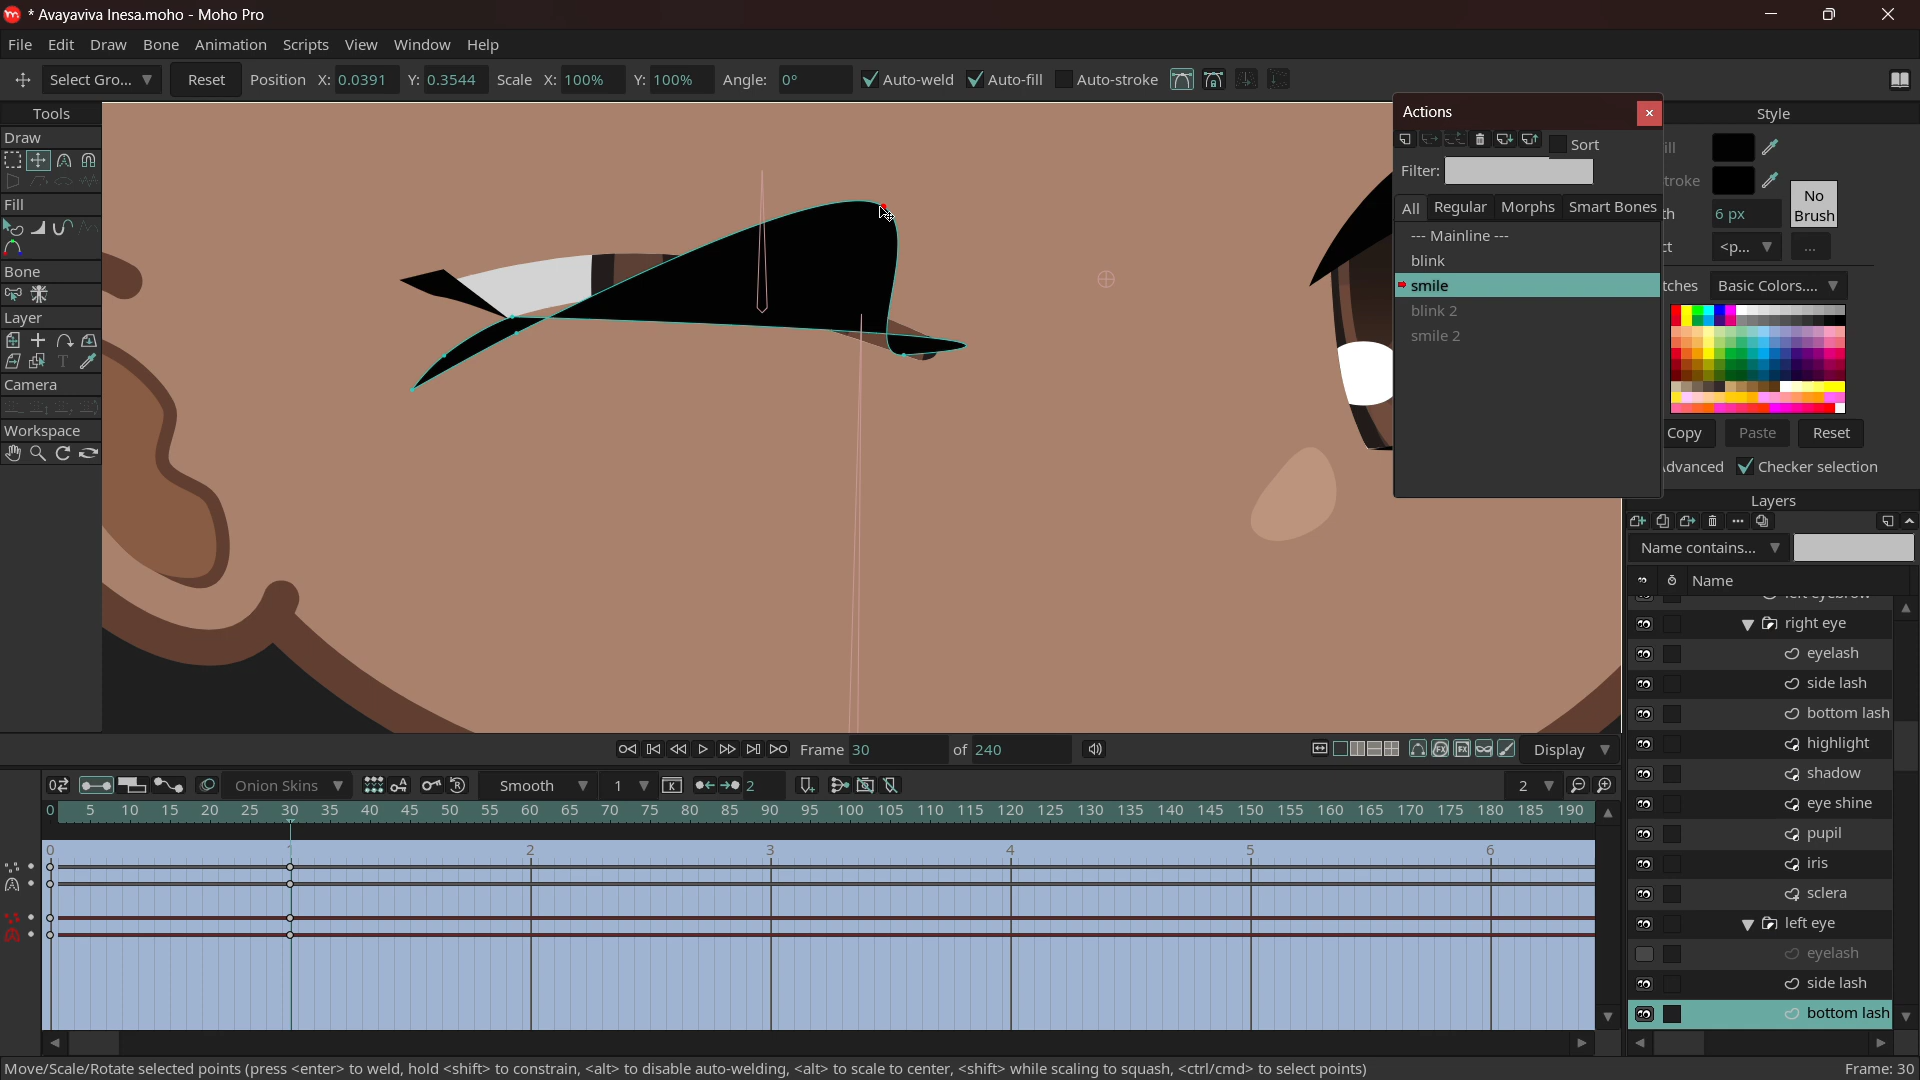 * Avayaviva Inesa.moho - Moho Pro
File Edit Draw Bone Animation Scripts View Window Help
Select Gro... Reset Position X: 0.0391 Y: 0.3544 Scale X: 100% Y: 100% Angle: 0° Auto-weld Auto-fill Auto-stroke
Tools
Draw
Fill
Bone
Layer
Camera
Workspace
Actions
Sort
Filter:
All Regular Morphs Smart Bones
--- Mainline ---
blink
smile
blink 2
smile 2
Style
ill
roke
No Brush
th 6 px
ct <p... ...
tches Basic Colors....
Copy Paste Reset
dvanced Checker selection
Layers
Name contains...
Name
left eyebrow
right eye
eyelash
side lash
bottom lash
highlight
shadow
eye shine
pupil
iris
sclera
left eye
eyelash
side lash
bottom lash
Frame 30 of 240 Display
Onion Skins Smooth 1 2 2
0 5 10 15 20 25 30 35 40 45 50 55 60 65 70 75 80 85 90 95 100 105 110 115 120 125 130 135 140 145 150 155 160 165 170 175 180 185 190
0 1 2 3 4 5 6
Move/Scale/Rotate selected points (press <enter> to weld, hold <shift> to constrain, <alt> to disable auto-welding, <alt> to scale to center, <shift> while scaling to squash, <ctrl/cmd> to select points) Frame: 30